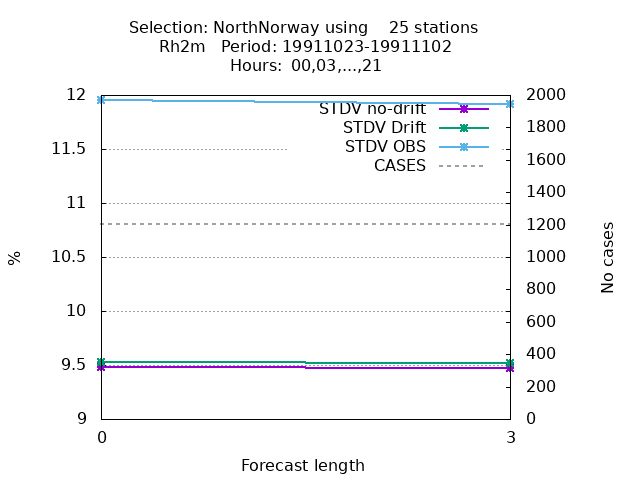 Selection: NorthNorway using    25 stations
Rh2m   Period: 19911023-19911102
Hours:  00,03,...,21
STDV no-drift
STDV Drift
STDV OBS
CASES
12
11.5
11
10.5
10
9.5
9
%
2000
1800
1600
1400
1200
1000
800
600
400
200
0
No cases
0
3
Forecast length